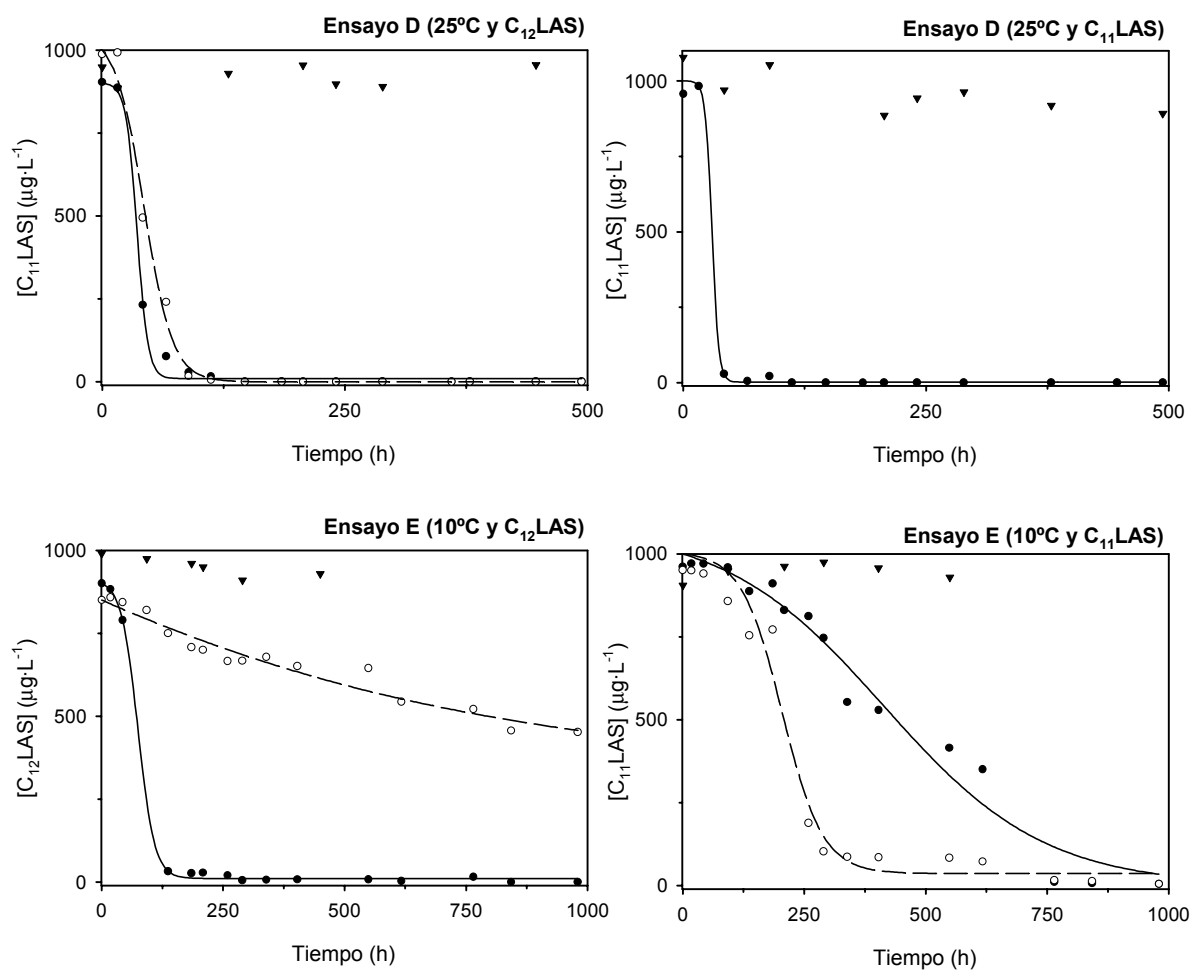 Ensayo D (25ºC y C₁₂LAS)
1000
500
0
[C₁₁LAS] (μg·L⁻¹)
0 250 500
Tiempo (h)
Ensayo D (25ºC y C₁₁LAS)
1000
500
0
[C₁₁LAS] (μg·L⁻¹)
0 250 500
Tiempo (h)
Ensayo E (10ºC y C₁₂LAS)
1000
500
0
[C₁₂LAS] (μg·L⁻¹)
0 250 500 750 1000
Tiempo (h)
Ensayo E (10ºC y C₁₁LAS)
1000
500
0
[C₁₁LAS] (μg·L⁻¹)
0 250 500 750 1000
Tiempo (h)